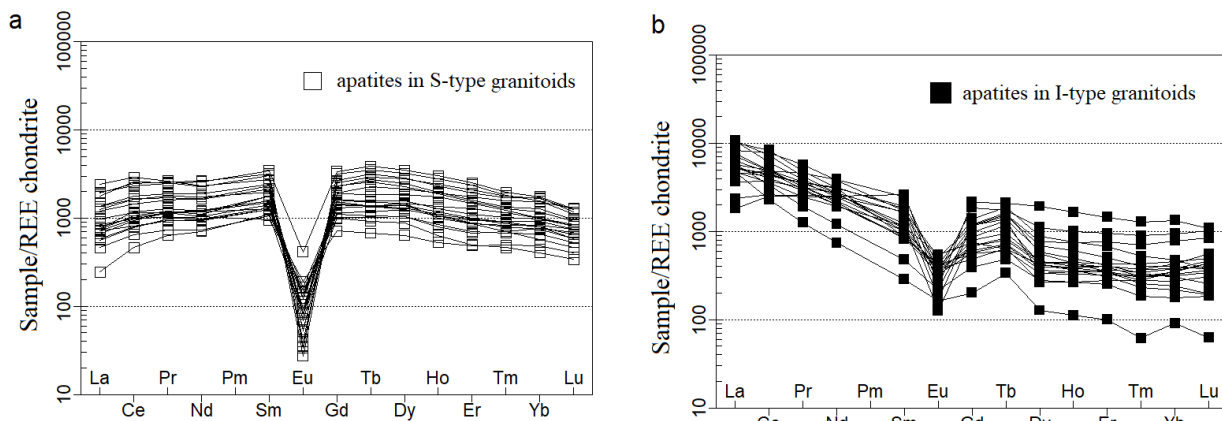 a
Sample/REE chondrite
100000
10000
1000
100
10
apatites in S-type granitoids
La Pr Pm Eu Tb Ho Tm Lu
Ce Nd Sm Gd Dy Er Yb
b
Sample/REE chondrite
100000
10000
1000
100
10
apatites in I-type granitoids
La Pr Pm Eu Tb Ho Tm Lu